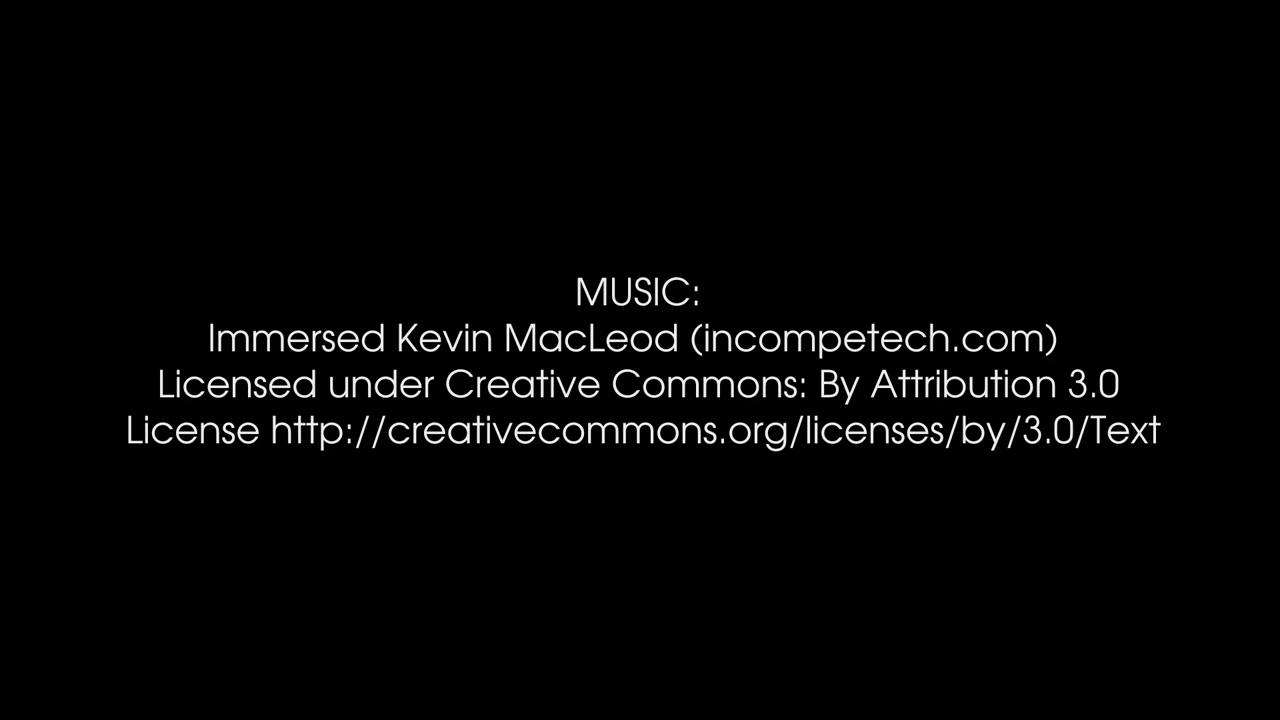 MUSIC:
Immersed Kevin MacLeod (incompetech.com)
Licensed under Creative Commons: By Attribution 3.0
License http://creativecommons.org/licenses/by/3.0/Text